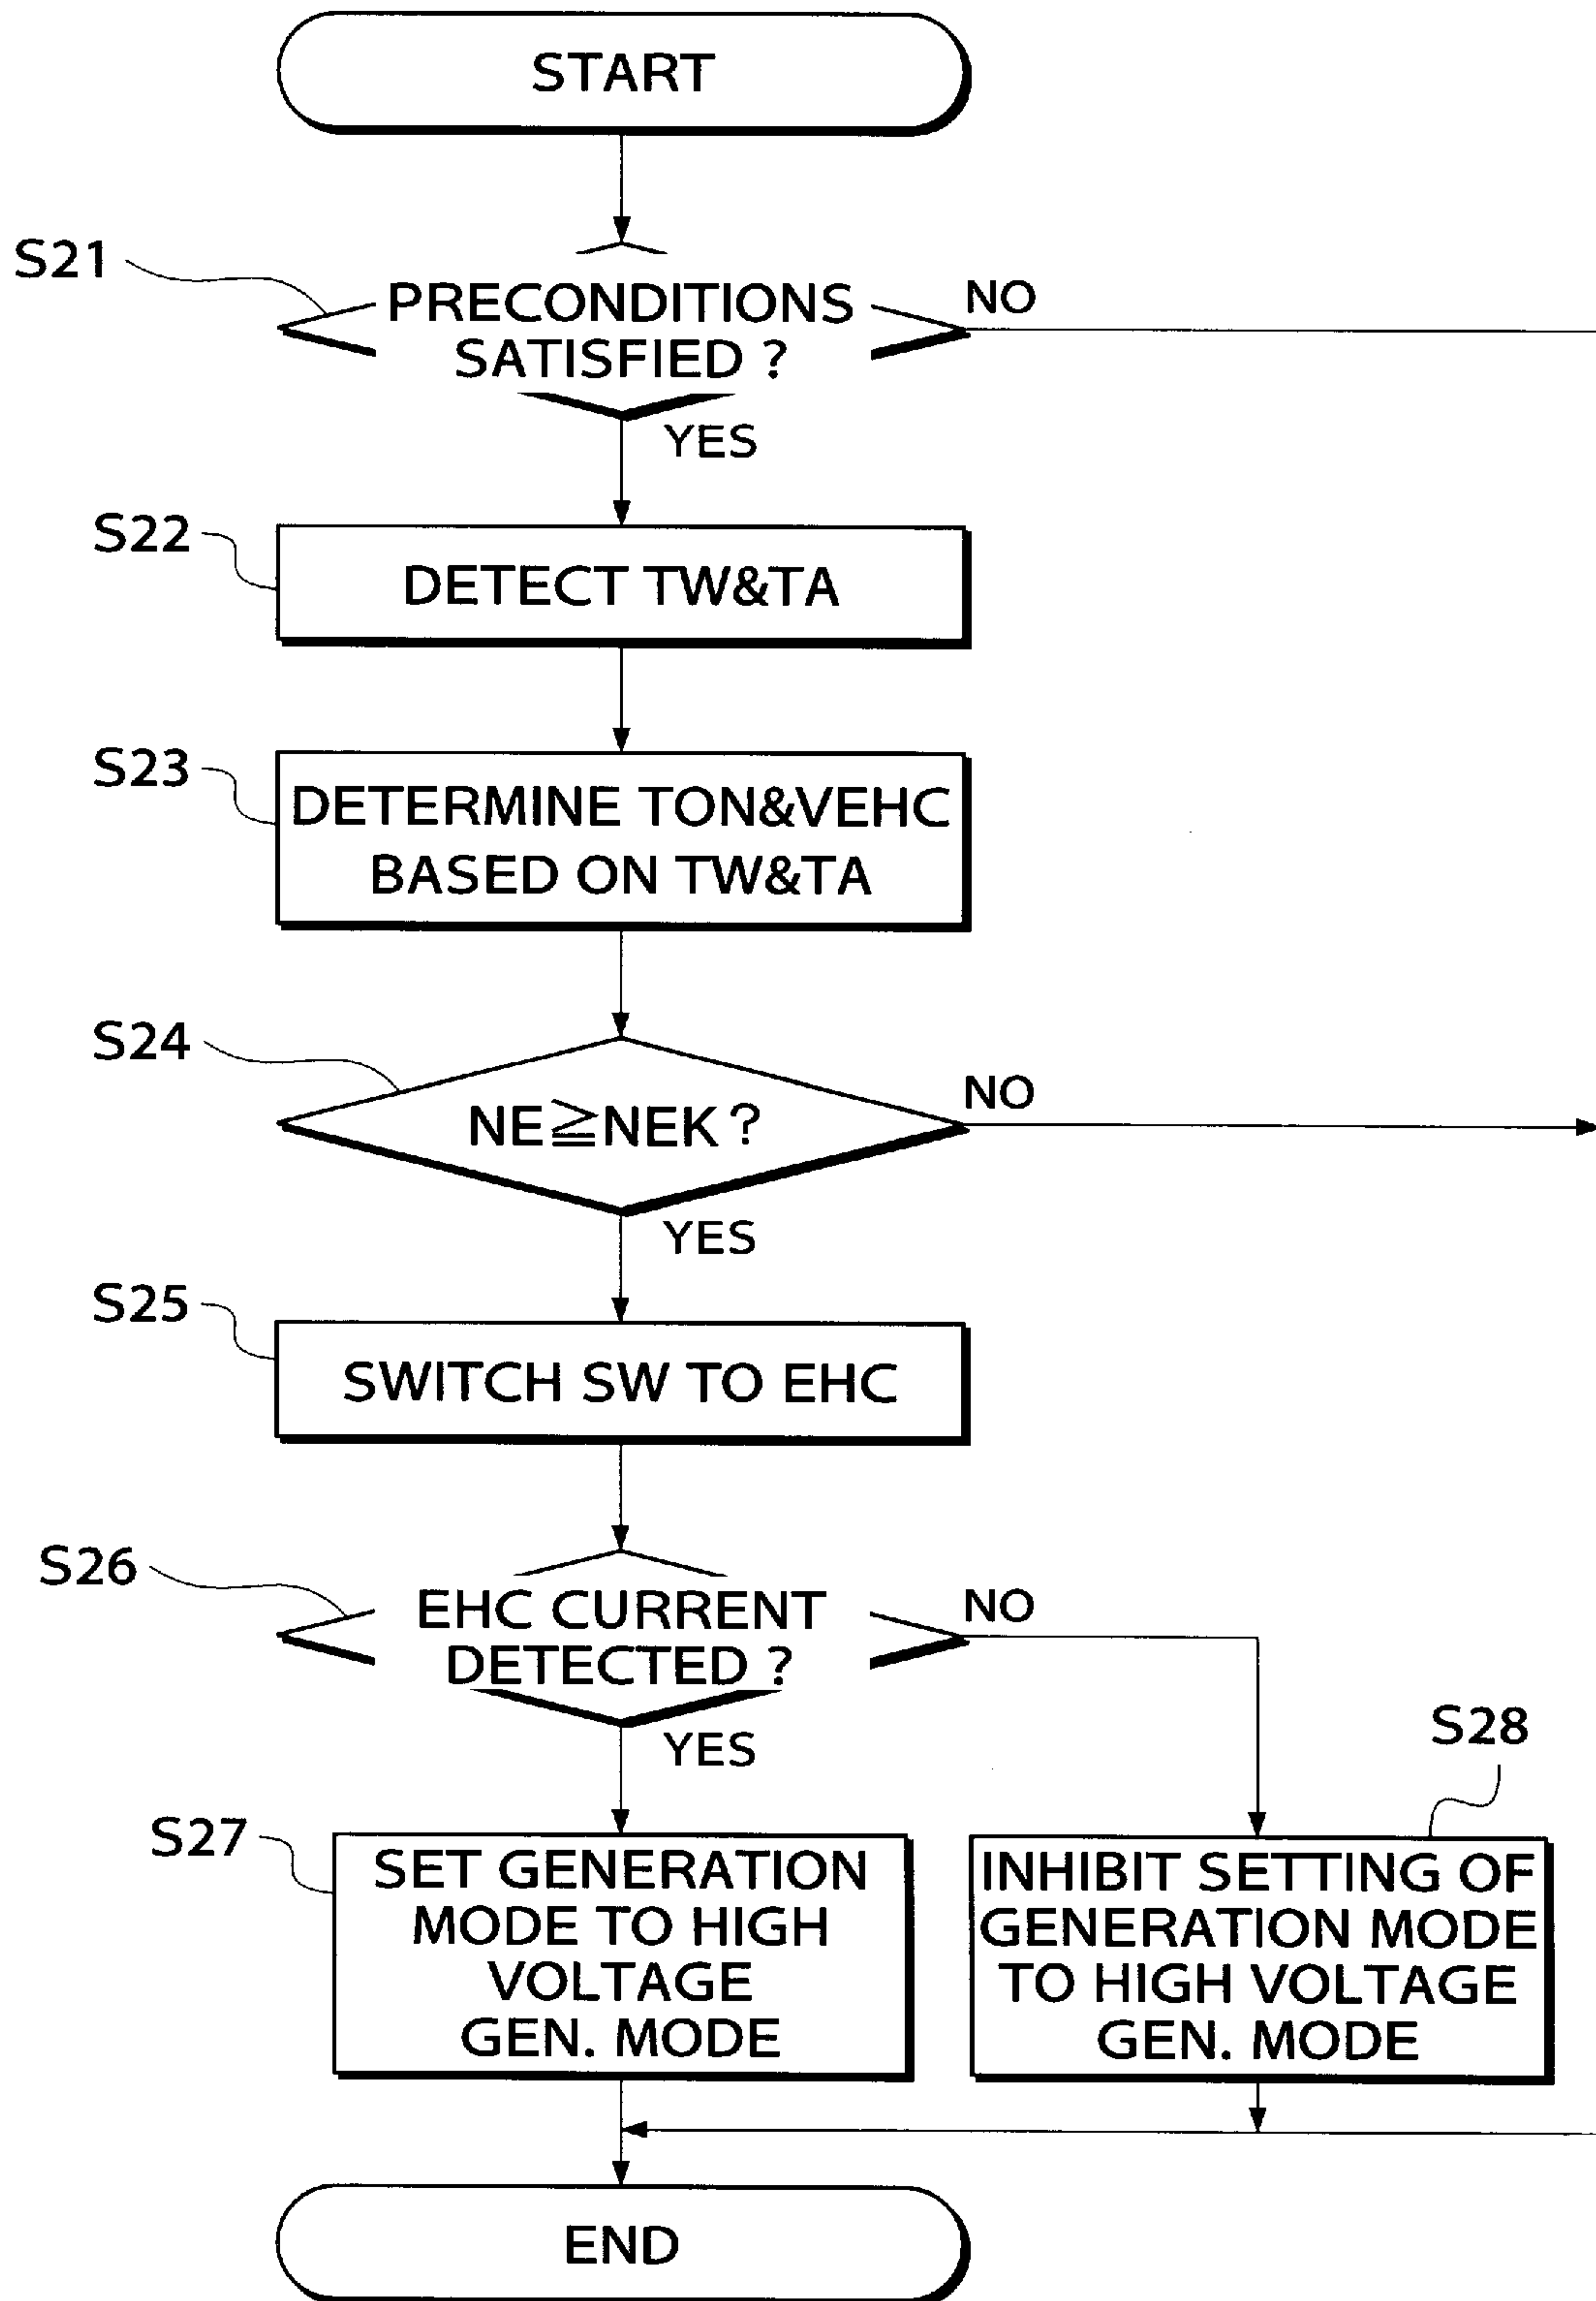 START
S21
PRECONDITIONS
SATISFIED ?
NO
YES
S22
DETECT TW&TA
S23
DETERMINE TON&VEHC
BASED ON TW&TA
S24
NE≧NEK ?
NO
YES
S25
SWITCH SW TO EHC
S26
EHC CURRENT
DETECTED ?
NO
YES
S27
SET GENERATION
MODE TO HIGH
VOLTAGE
GEN. MODE
S28
INHIBIT SETTING OF
GENERATION MODE
TO HIGH VOLTAGE
GEN. MODE
END